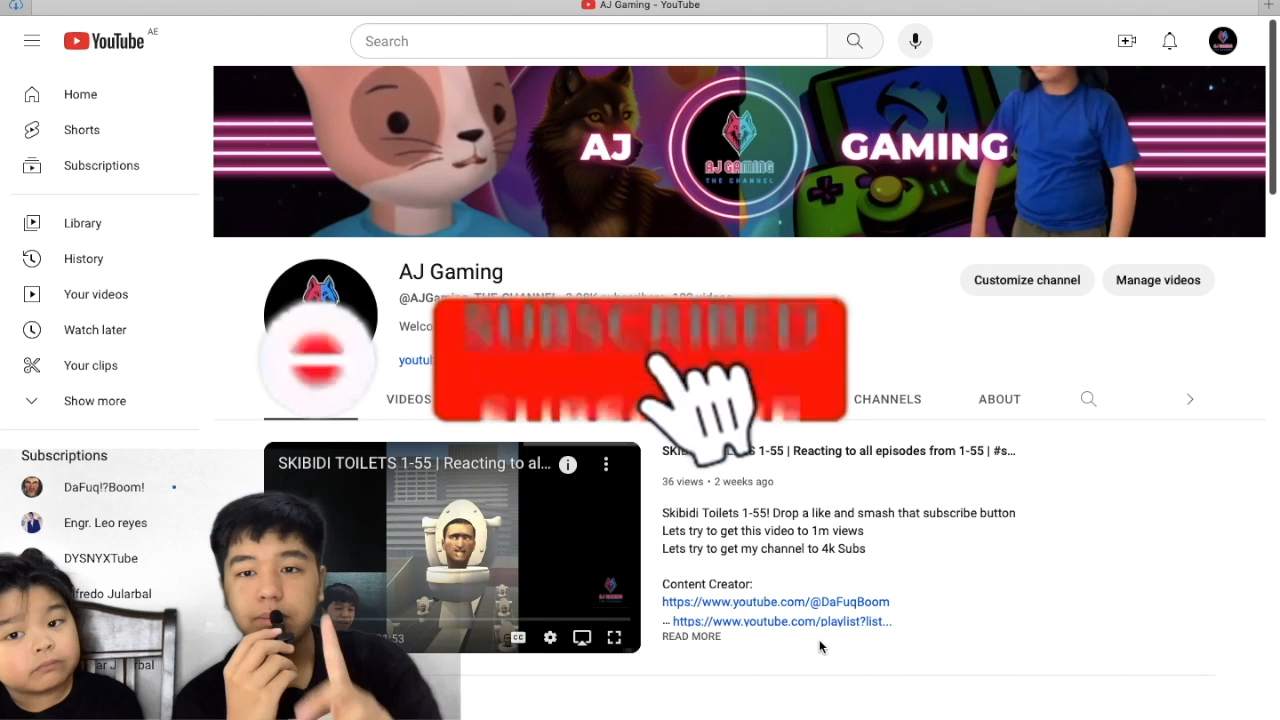 AJ Gaming - YouTube
YouTube AE
Search
Home
Shorts
Subscriptions
Library
History
Your videos
Watch later
Your clips
Show more
Subscriptions
DaFuq!?Boom!
Engr. Leo reyes
DYSNYXTube
Jularbal
AJ GAMING
AJ GAMING
THE CHANNEL
AJ Gaming
Customize channel
Manage videos
SUBSCRIBED
VIDEOS
CHANNELS
ABOUT
SKIBIDI TOILETS 1-55 | Reacting to al...
1-55 | Reacting to all episodes from 1-55 | #s...
36 views • 2 weeks ago
Skibidi Toilets 1-55! Drop a like and smash that subscribe button
Lets try to get this video to 1m views
Lets try to get my channel to 4k Subs
Content Creator:
https://www.youtube.com/@DaFuqBoom
... https://www.youtube.com/playlist?list...
READ MORE